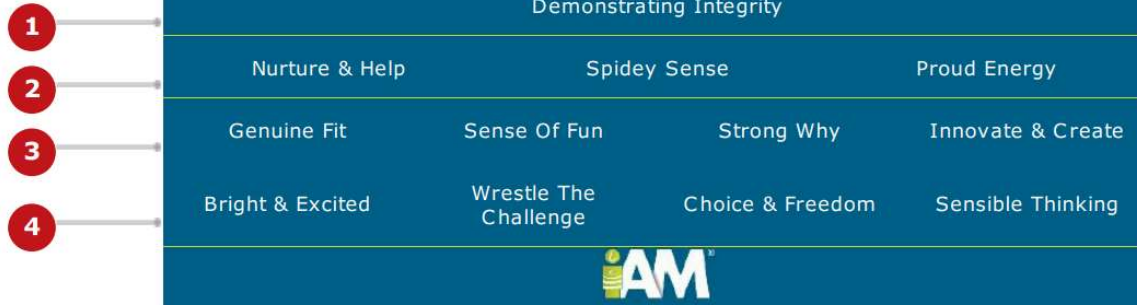 1
Demonstrating Integrity
2
Nurture & Help Spidey Sense Proud Energy
3
Genuine Fit Sense Of Fun Strong Why Innovate & Create
4
Bright & Excited Wrestle The Challenge Choice & Freedom Sensible Thinking
iAM®